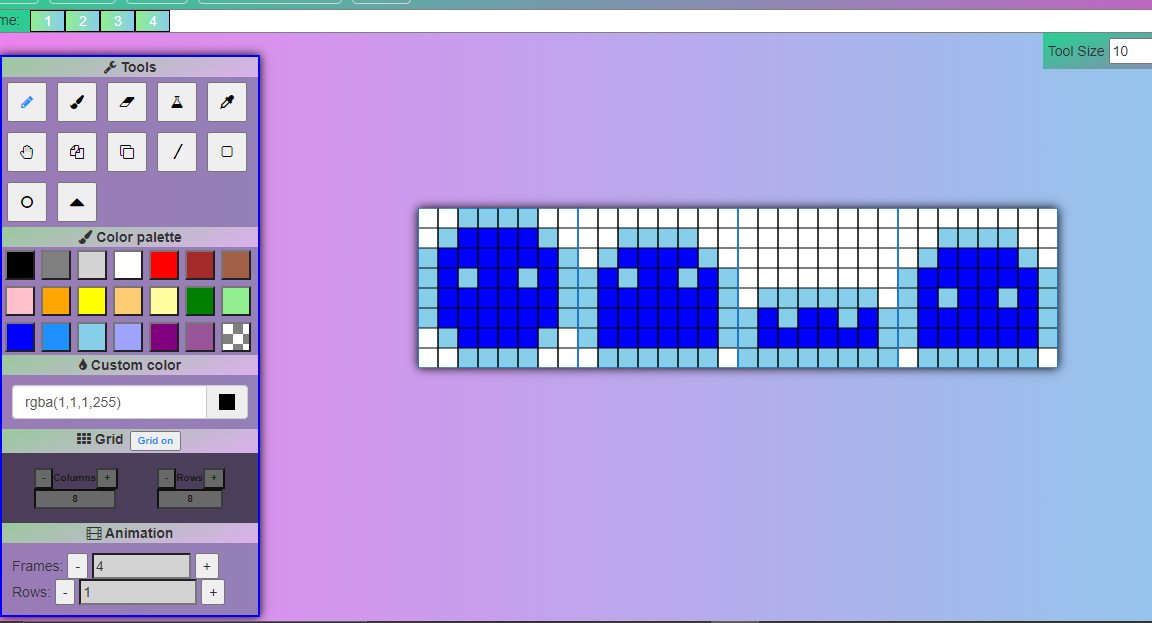 me: 1 2 3 4
Tool Size 10
Tools
Color palette
Custom color
rgba(1,1,1,255)
Grid Grid on
- Columns + - Rows +
8 8
Animation
Frames: - 4 +
Rows: - 1 +